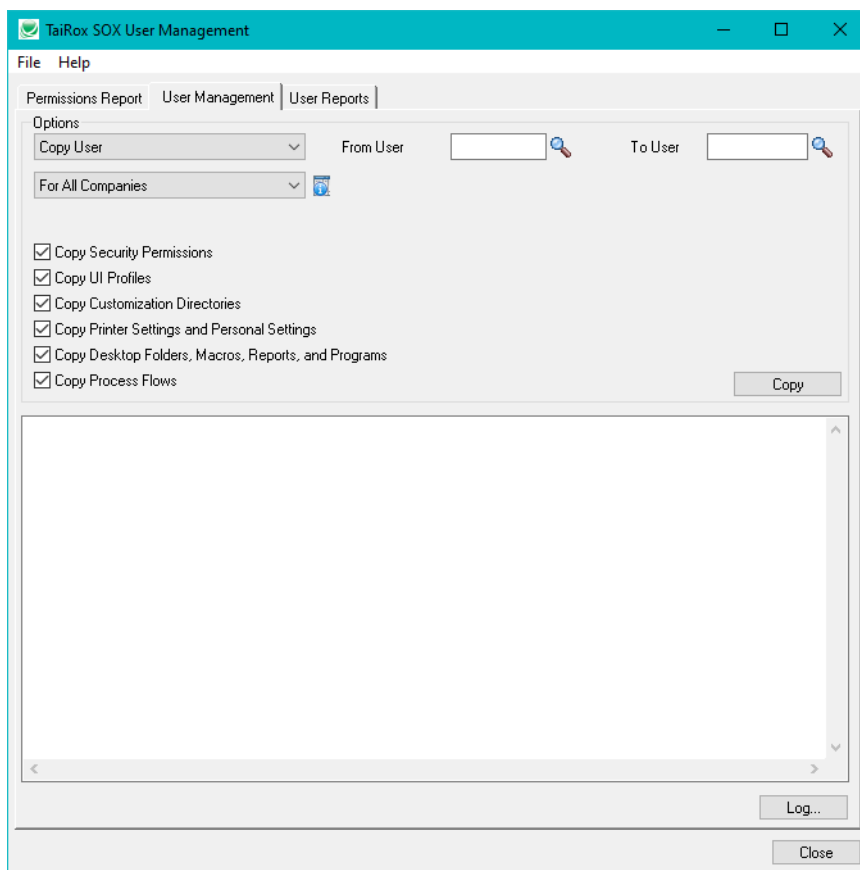 TaiRox SOX User Management
File Help
Permissions Report User Management User Reports
Options
Copy User From User To User
For All Companies
Copy Security Permissions
Copy UI Profiles
Copy Customization Directories
Copy Printer Settings and Personal Settings
Copy Desktop Folders, Macros, Reports, and Programs
Copy Process Flows
Copy
Log...
Close